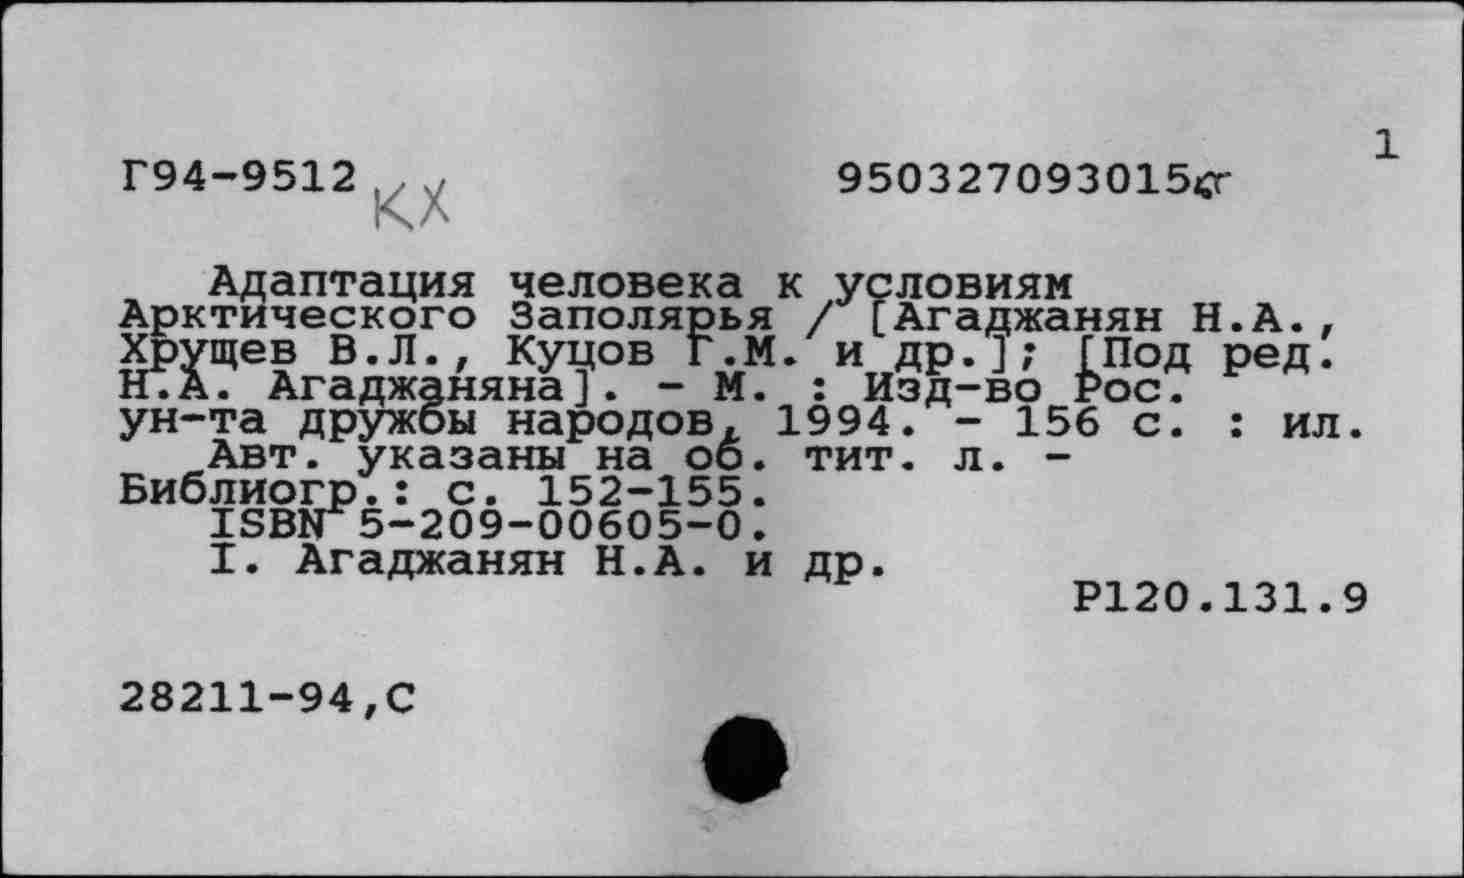 1
Г94-9512 КХ 950327093015
Адаптация человека к условиям
Арктического Заполярья / [Агаджанян Н.А.,
Хрущев В.Л., Куцов Г.М. и др.]; [Под ред.
Н.А. Агаджаняна]. - М. : Изд-во Рос.
ун-та дружбы народов, 1994. - 156 с. : ил.
Авт. указаны на об. тит. л. -
Библиогр.: с. 152-155.
ISBN 5-209-00605-0.
I. Агаджанян Н.А. и др.
Р120.131.9
28211-94,С